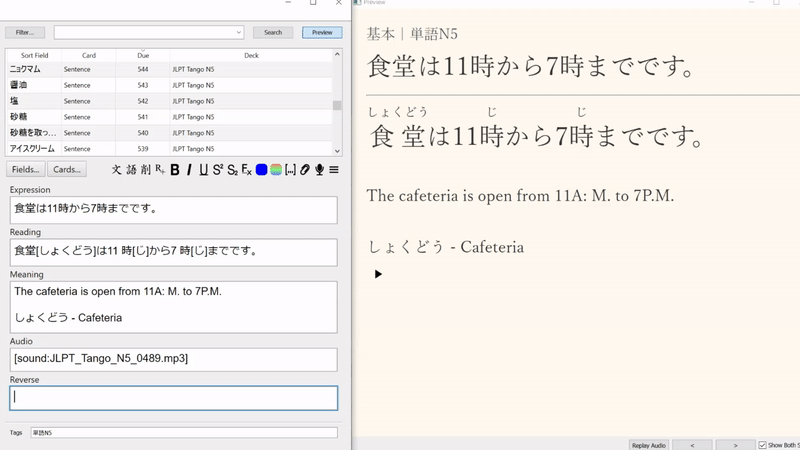 Filter...
Search
Preview
Sort Field Card Due Deck
ニョクマム Sentence 544 JLPT Tango N5
醤油 Sentence 543 JLPT Tango N5
塩 Sentence 542 JLPT Tango N5
砂糖 Sentence 541 JLPT Tango N5
砂糖を取っ… Sentence 540 JLPT Tango N5
アイスクリーム Sentence 539 JLPT Tango N5
Fields... Cards... 文 語 削 R+ B I U S² S₂ Fx [...]
Expression
食堂は11時から7時までです。
Reading
食堂[しょくどう]は11 時[じ]から7 時[じ]までです。
Meaning
The cafeteria is open from 11A: M. to 7P.M.
しょくどう - Cafeteria
Audio
[sound:JLPT_Tango_N5_0489.mp3]
Reverse
Tags 単語N5
Preview
基本｜単語N5
食堂は11時から7時までです。
しょくどう じ じ
食堂は11時から7時までです。
The cafeteria is open from 11A: M. to 7P.M.
しょくどう - Cafeteria
Replay Audio < > Show Both S